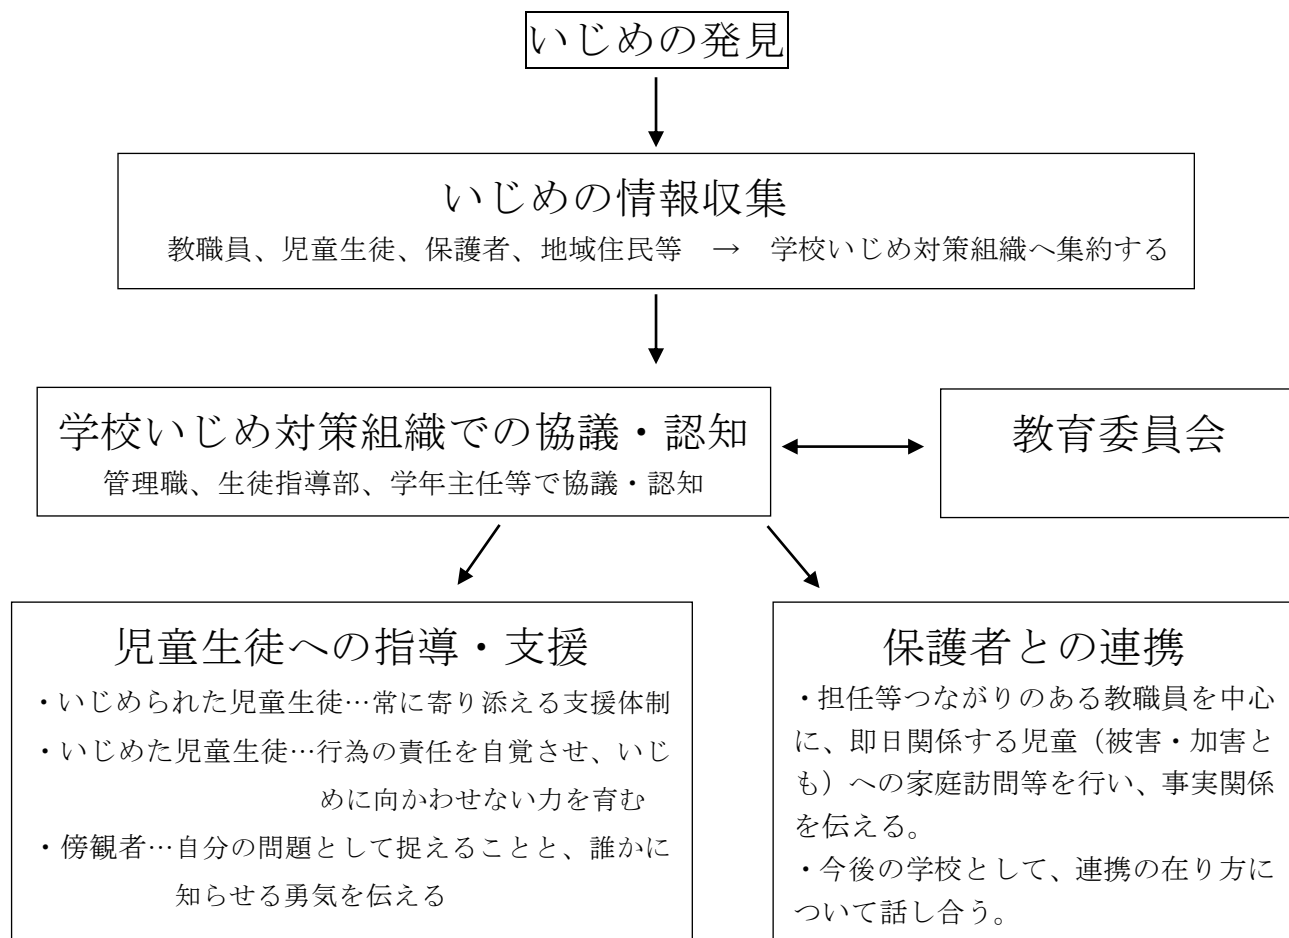 いじめの発見
いじめの情報収集
教職員、児童生徒、保護者、地域住民等　→　学校いじめ対策組織へ集約する
学校いじめ対策組織での協議・認知
管理職、生徒指導部、学年主任等で協議・認知
教育委員会
児童生徒への指導・支援
・いじめられた児童生徒…常に寄り添える支援体制
・いじめた児童生徒…行為の責任を自覚させ、いじ
めに向かわせない力を育む
・傍観者…自分の問題として捉えることと、誰かに
知らせる勇気を伝える
保護者との連携
・担任等つながりのある教職員を中心
に、即日関係する児童（被害・加害と
も）への家庭訪問等を行い、事実関係
を伝える。
・今後の学校として、連携の在り方に
ついて話し合う。